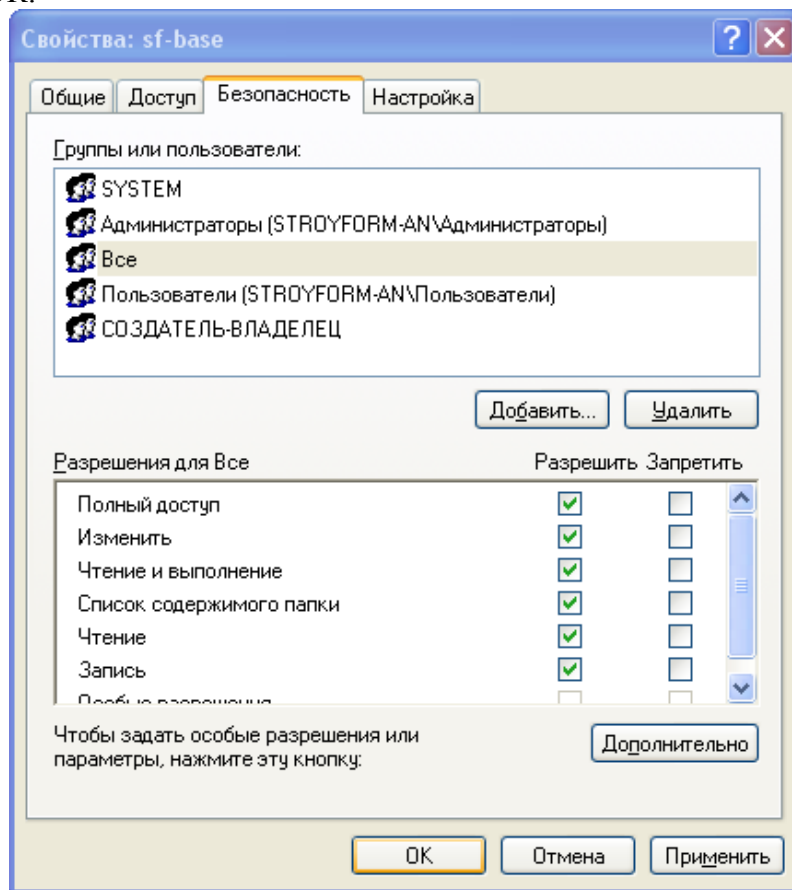 Свойства: sf-base
Общие Доступ Безопасность Настройка
Группы или пользователи:
SYSTEM
Администраторы (STROYFORM-AN\Администраторы)
Все
Пользователи (STROYFORM-AN\Пользователи)
СОЗДАТЕЛЬ-ВЛАДЕЛЕЦ
Добавить... Удалить
Разрешения для Все Разрешить Запретить
Полный доступ
Изменить
Чтение и выполнение
Список содержимого папки
Чтение
Запись
Особые разрешения
Чтобы задать особые разрешения или
параметры, нажмите эту кнопку:
Дополнительно
OK Отмена Применить